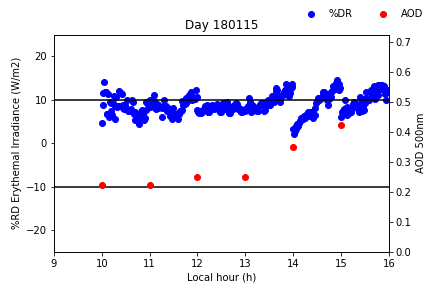 %DR AOD
Day 180115
%RD Erythemal Irradiance (W/m2)
20
10
0
−10
−20
0.7
0.6
0.5
0.4
0.3
0.2
0.1
0.0
AOD 500nm
9 10 11 12 13 14 15 16
Local hour (h)